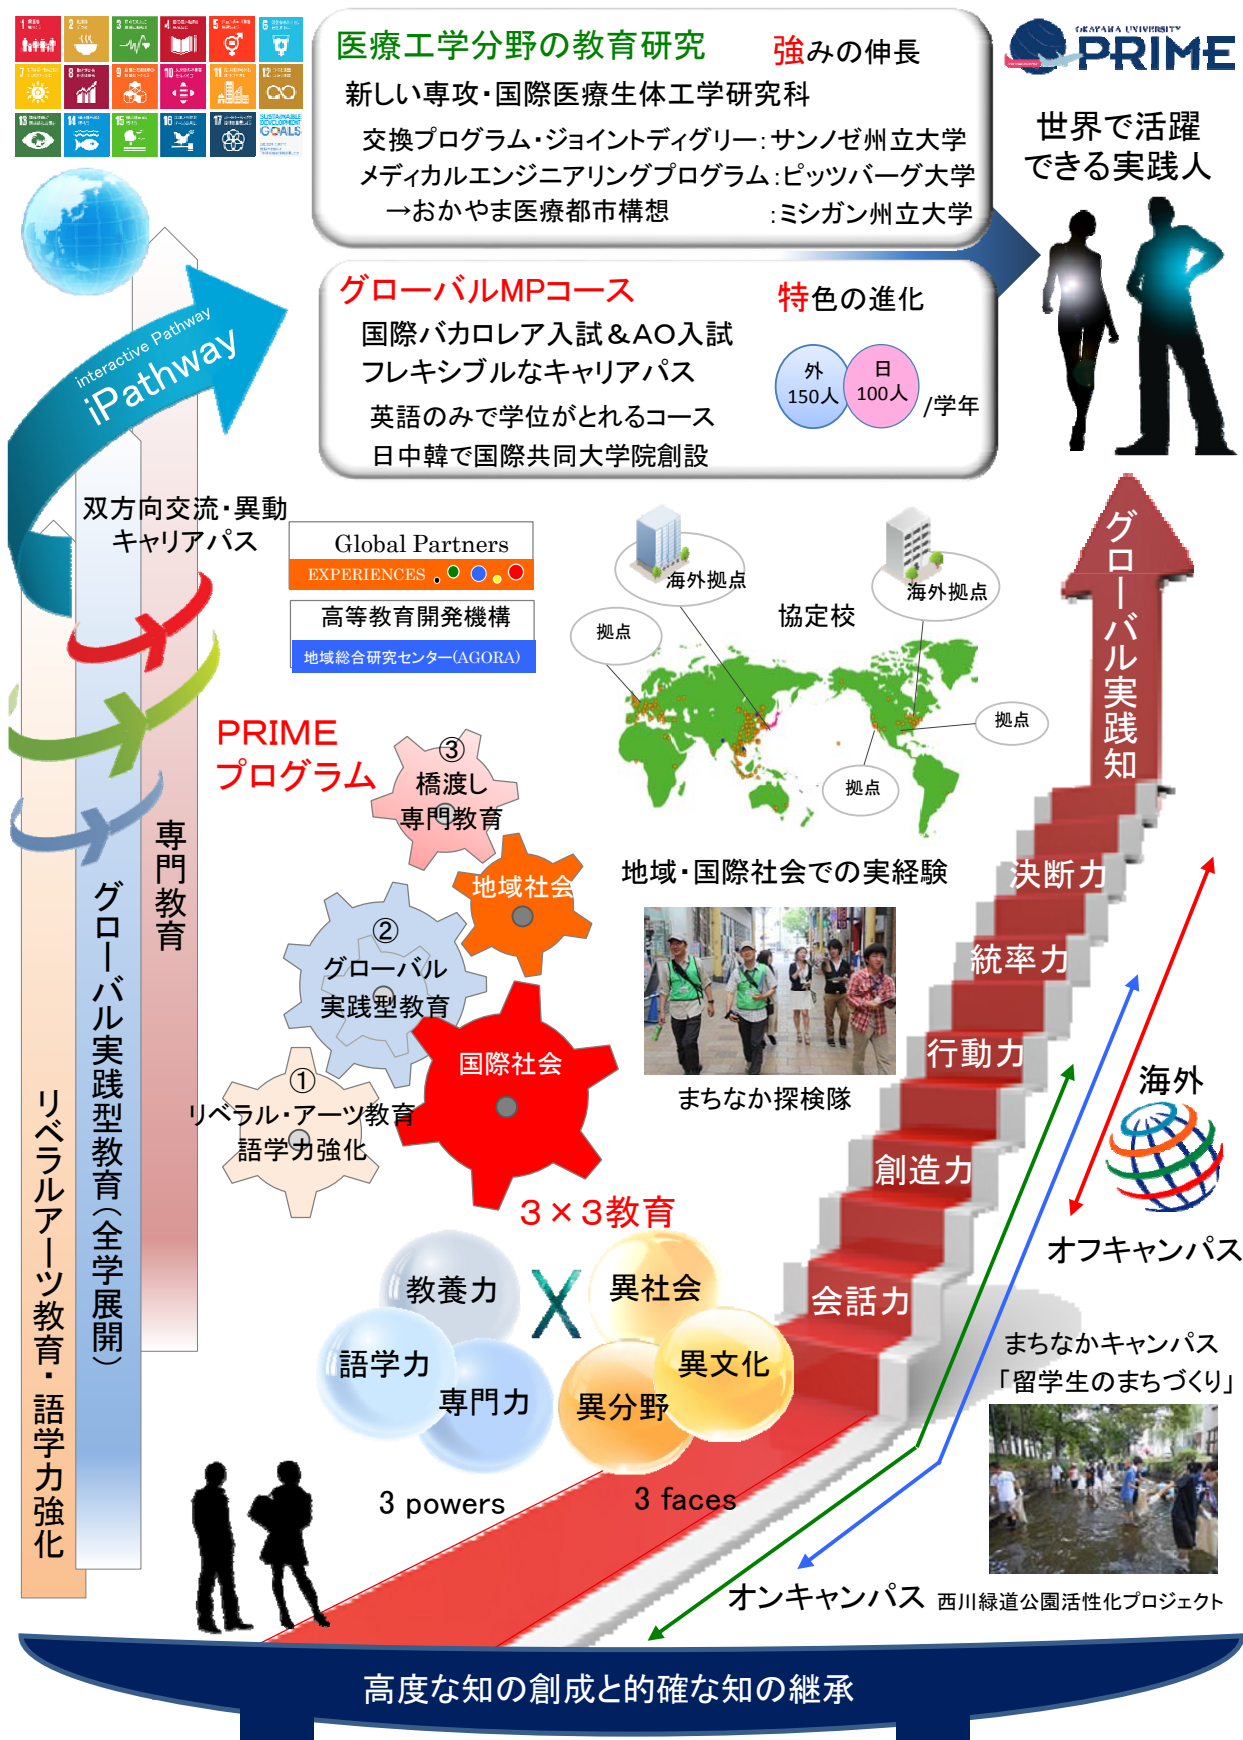 医療工学分野の教育研究
強みの伸長
新しい専攻・国際医療生体工学研究科
交換プログラム・ジョイントディグリー：サンノゼ州立大学
メディカルエンジニアリングプログラム：ピッツバーグ大学
→おかやま医療都市構想 ：ミシガン州立大学
OKAYAMA UNIVERSITY
PRIME
世界で活躍
できる実践人
グローバルMPコース
特色の進化
国際バカロレア入試＆AO入試
フレキシブルなキャリアパス
英語のみで学位がとれるコース
日中韓で国際共同大学院創設
外
150人
日
100人
/学年
interactive Pathway
iPathway
双方向交流・異動
キャリアパス
Global Partners
EXPERIENCES
高等教育開発機構
地域総合研究センター(AGORA)
海外拠点
海外拠点
協定校
拠点
拠点
拠点
グローバル実践知
PRIME
プログラム
③
橋渡し
専門教育
地域社会
②
グローバル
実践型教育
国際社会
①
リベラル・アーツ教育
語学力強化
専門教育
グローバル実践型教育（全学展開）
リベラルアーツ教育・語学力強化
地域・国際社会での実経験
まちなか探検隊
決断力
統率力
行動力
創造力
会話力
海外
オフキャンパス
３×３教育
教養力
語学力
専門力
X
異社会
異文化
異分野
3 powers
3 faces
まちなかキャンパス
「留学生のまちづくり」
オンキャンパス
西川緑道公園活性化プロジェクト
高度な知の創成と的確な知の継承
SUSTAINABLE
DEVELOPMENT
GOALS
1
2
3
4
5
6
7
8
9
10
11
12
13
14
15
16
17